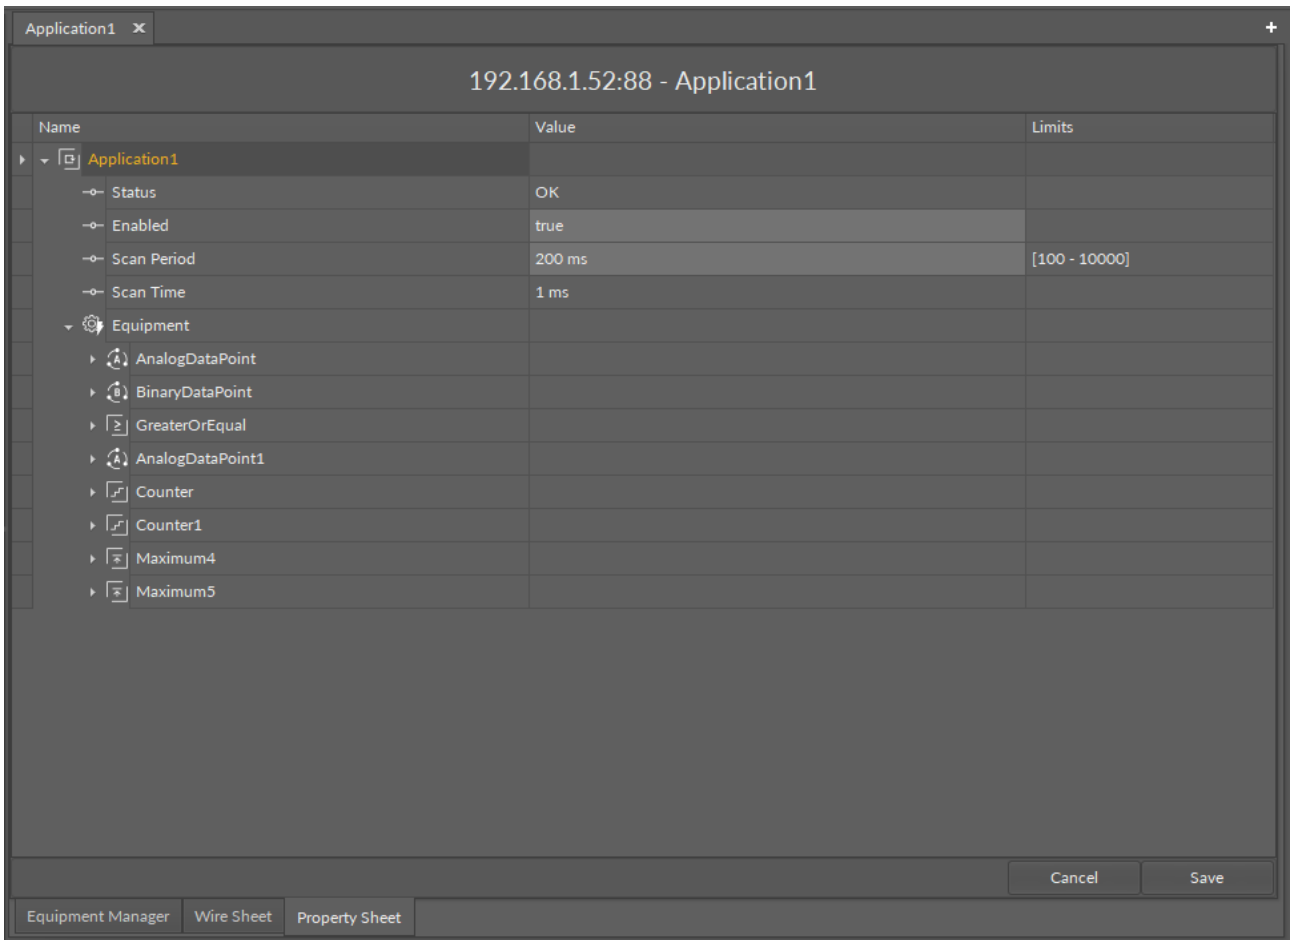 Application1
192.168.1.52:88 - Application1
Name Value Limits
Application1
Status OK
Enabled true
Scan Period 200 ms [100 - 10000]
Scan Time 1 ms
Equipment
AnalogDataPoint
BinaryDataPoint
GreaterOrEqual
AnalogDataPoint1
Counter
Counter1
Maximum4
Maximum5
Cancel Save
Equipment Manager Wire Sheet Property Sheet